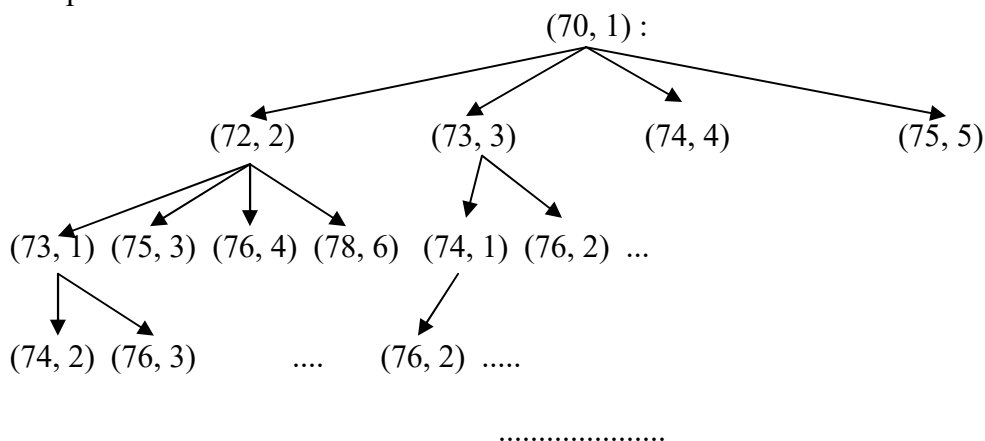 (70, 1) :
(72, 2) (73, 3) (74, 4) (75, 5)
(73, 1) (75, 3) (76, 4) (78, 6) (74, 1) (76, 2) ...
(74, 2) (76, 3) .... (76, 2) .....
.....................